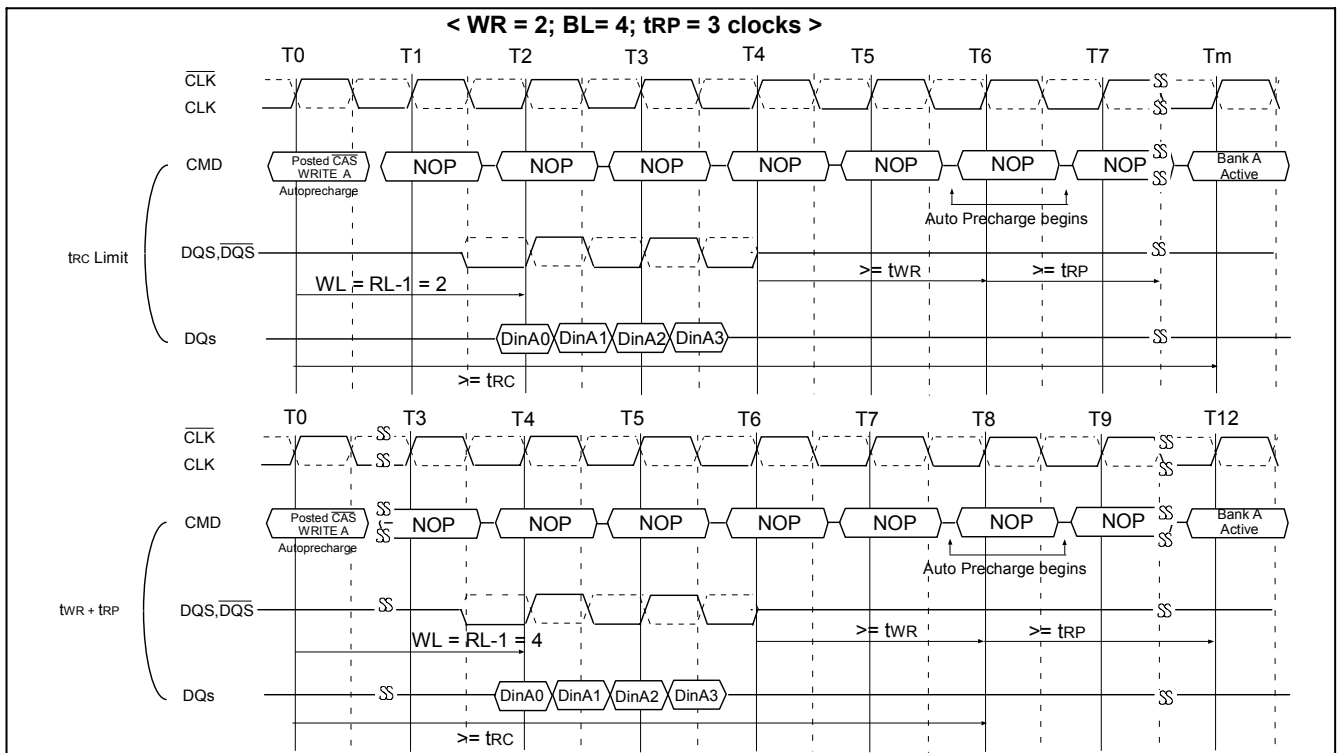 < WR = 2; BL= 4; tRP = 3 clocks >
T0 T1 T2 T3 T4 T5 T6 T7 Tm
CLK
CLK
CMD
Posted CAS
WRITE A
Autoprecharge
NOP NOP NOP NOP NOP NOP NOP
Bank A
Active
Auto Precharge begins
tRC Limit
DQS,DQS
WL = RL-1 = 2
>= tWR
>= tRP
DQs
DinA0 DinA1 DinA2 DinA3
>= tRC
T0 T3 T4 T5 T6 T7 T8 T9 T12
CLK
CLK
CMD
Posted CAS
WRITE A
Autoprecharge
NOP NOP NOP NOP NOP NOP NOP
Bank A
Active
Auto Precharge begins
tWR + tRP
DQS,DQS
WL = RL-1 = 4
>= tWR
>= tRP
DQs
DinA0 DinA1 DinA2 DinA3
>= tRC